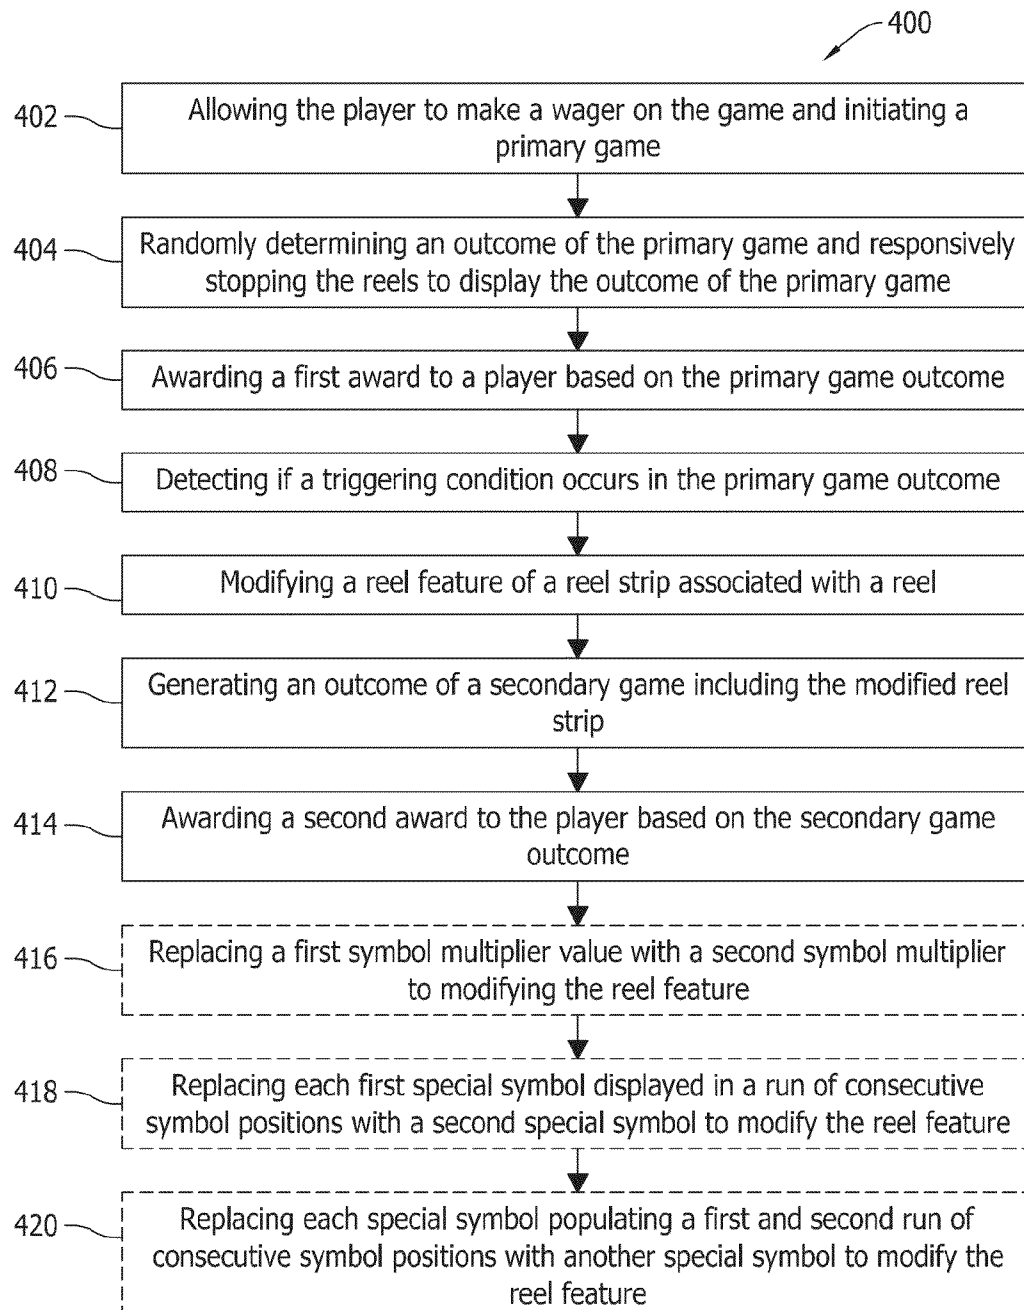 400
402
Allowing the player to make a wager on the game and initiating a
primary game
404
Randomly determining an outcome of the primary game and responsively
stopping the reels to display the outcome of the primary game
406
Awarding a first award to a player based on the primary game outcome
408
Detecting if a triggering condition occurs in the primary game outcome
410
Modifying a reel feature of a reel strip associated with a reel
412
Generating an outcome of a secondary game including the modified reel
strip
414
Awarding a second award to the player based on the secondary game
outcome
416
Replacing a first symbol multiplier value with a second symbol multiplier
to modifying the reel feature
418
Replacing each first special symbol displayed in a run of consecutive
symbol positions with a second special symbol to modify the reel feature
420
Replacing each special symbol populating a first and second run of
consecutive symbol positions with another special symbol to modify the
reel feature